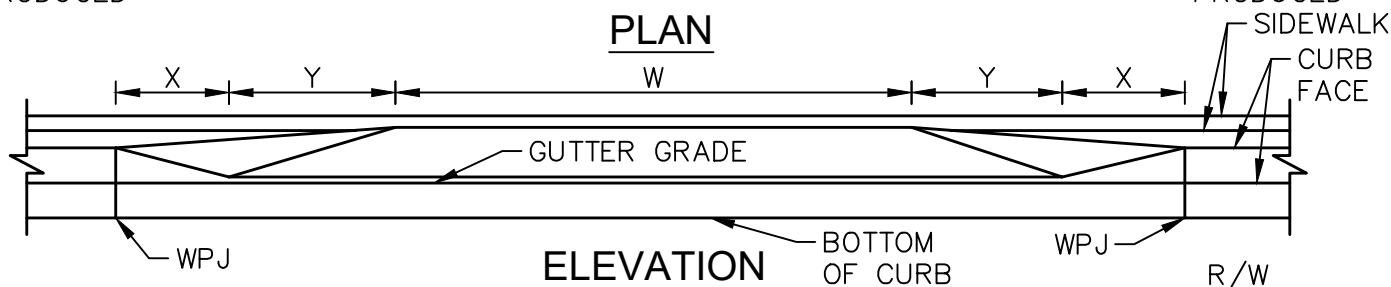 PLAN
SIDEWALK
CURB
FACE
X
Y
W
Y
X
GUTTER GRADE
WPJ
ELEVATION
BOTTOM
OF CURB
WPJ
R/W